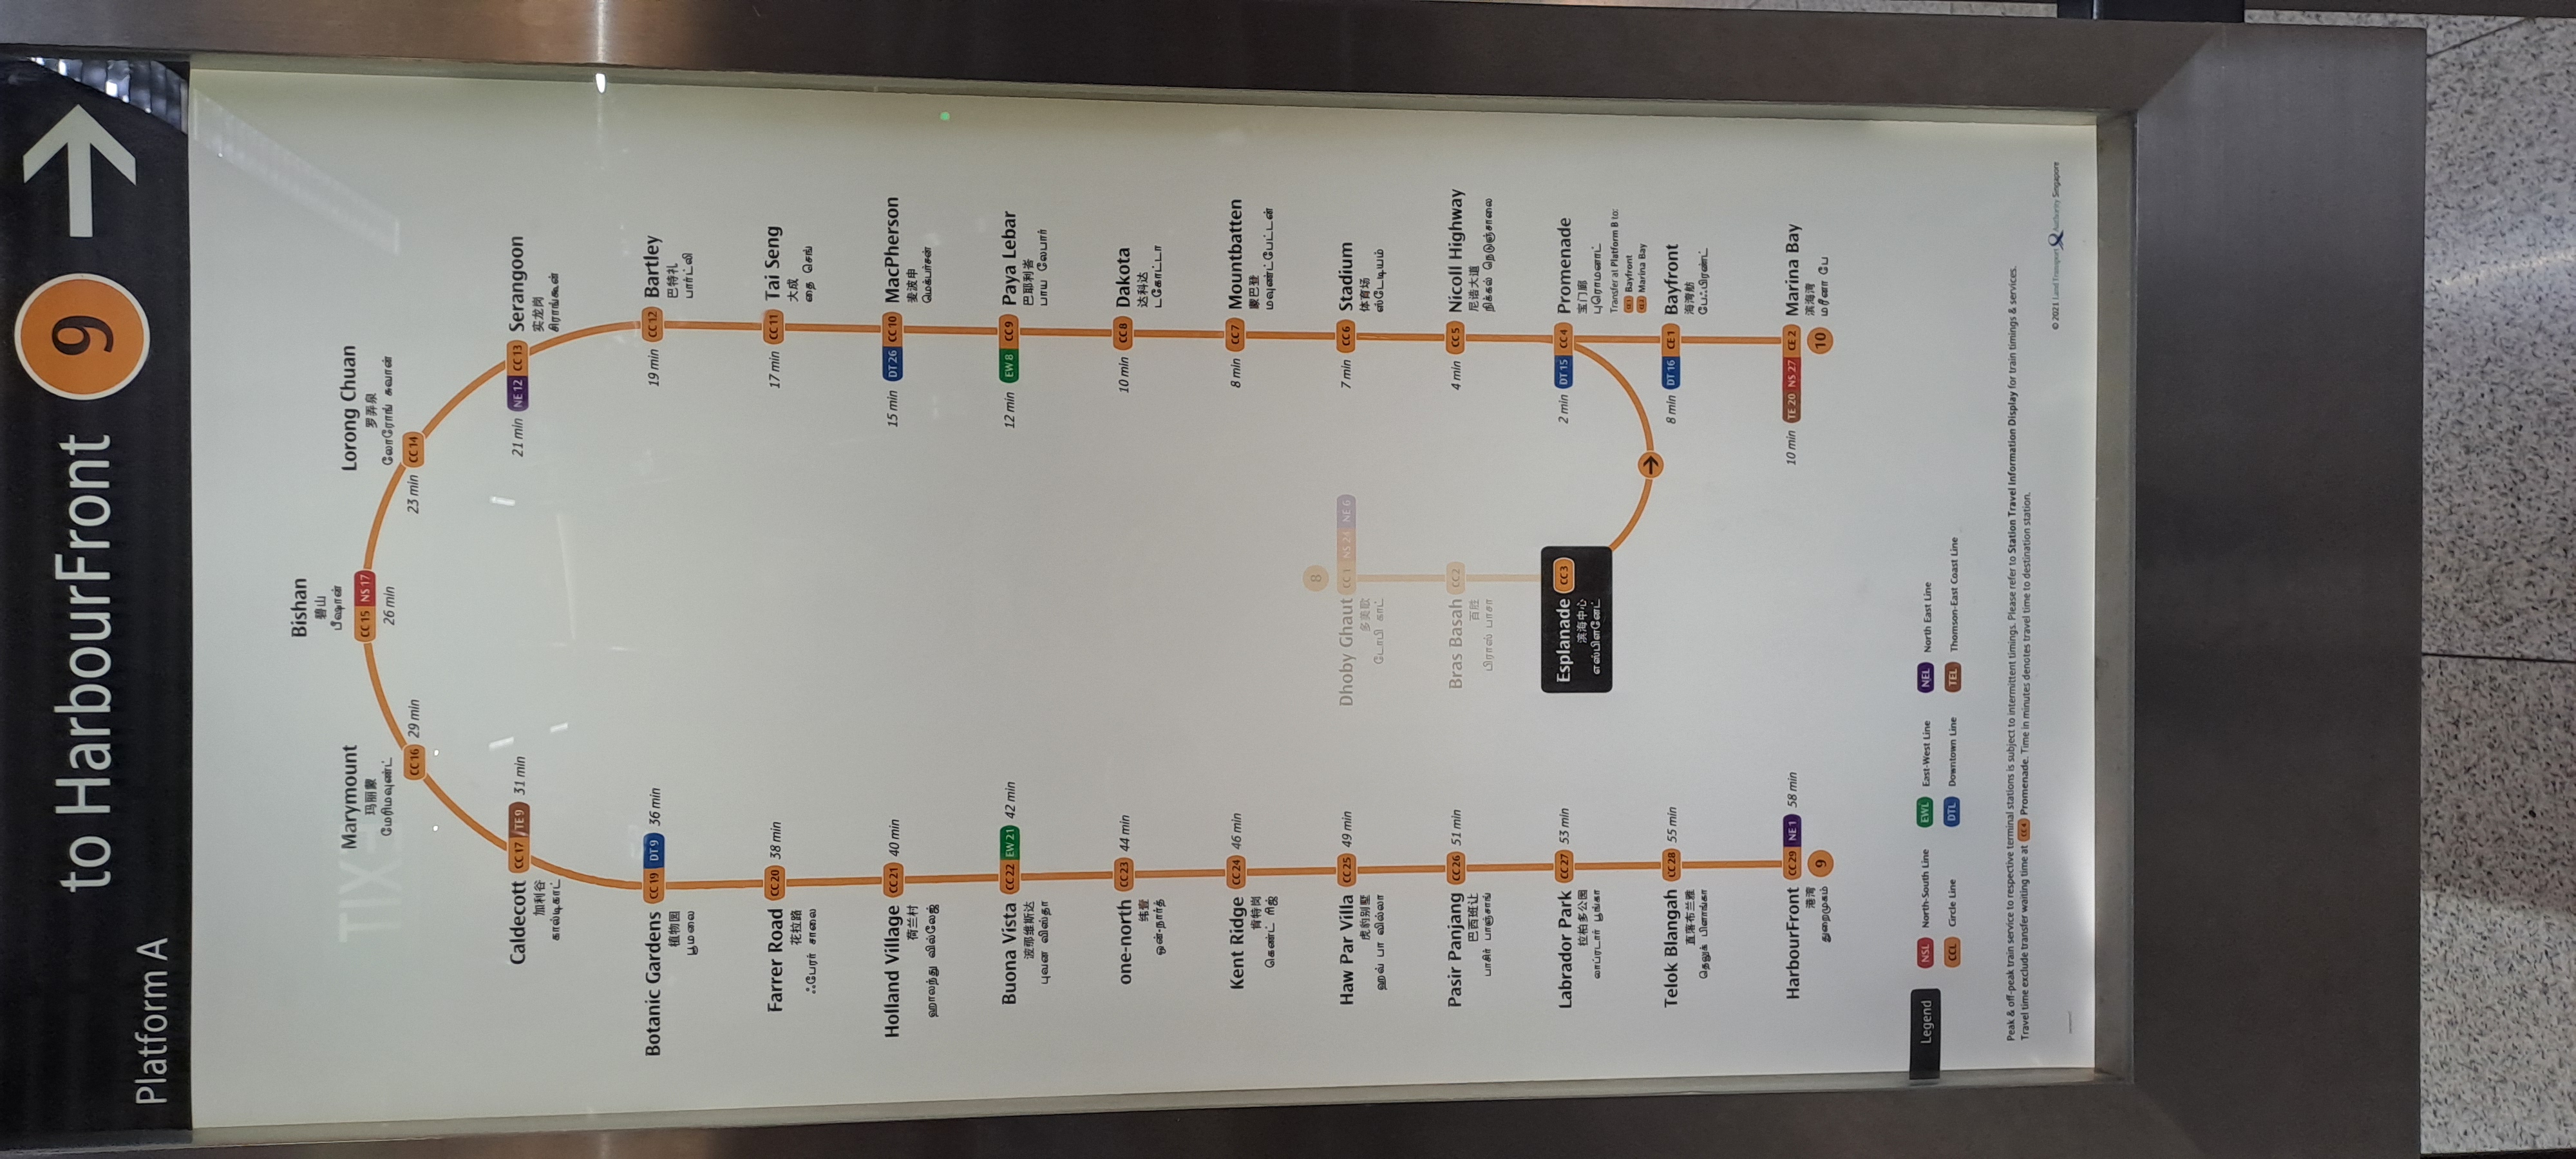 to HarbourFront 9
Platform A
Bishan
碧山
பீஷான்
CC 15 NS 17
26 min
Marymount
玛丽蒙
மேரிமவுண்ட்
CC 16 29 min
Lorong Chuan
罗弄泉
லோரோங் சுவான்
23 min CC 14
EXIT
Caldecott CC 17 TE 9 31 min
加利谷
கால்டிகாட்
21 min NE 12 CC 13 Serangoon
实龙岗
சிராங்கூன்
Botanic Gardens CC 19 DT 9 36 min
植物园
பூமலை
19 min CC 12 Bartley
巴特礼
பார்ட்லி
Farrer Road CC 20 38 min
花拉路
ஃபேரர் சாலை
17 min CC 11 Tai Seng
大成
தை செங்
Holland Village CC 21 40 min
荷兰村
ஹாலந்து வில்லேஜ்
15 min DT 26 CC 10 MacPherson
麦波申
மெக்பர்சன்
Buona Vista CC 22 EW 21 42 min
波那维斯达
புவன விஸ்தா
12 min EW 8 CC 9 Paya Lebar
巴耶利峇
பாய லேபார்
one-north CC 23 44 min
纬壹
ஒன்-நார்த்
10 min CC 8 Dakota
达科达
டகோட்டா
Kent Ridge CC 24 46 min
肯特岗
கெண்ட் ரிஜ்
8 min CC 7 Mountbatten
蒙巴登
மவுண்ட்பேட்டன்
Haw Par Villa CC 25 49 min
虎豹别墅
ஹவ் பா வில்லா
8
Dhoby Ghaut CC 1 NS 24 NE 6
多美歌
டோபி காட்
7 min CC 6 Stadium
体育场
ஸ்டேடியம்
Pasir Panjang CC 26 51 min
巴西班让
பாசிர் பாஞ்சாங்
Bras Basah CC 2
百胜
பிராஸ் பாசா
4 min CC 5 Nicoll Highway
尼诰大道
நிக்கல் நெடுஞ்சாலை
Labrador Park CC 27 53 min
拉柏多公园
லாப்ரடார் பூங்கா
Esplanade CC 3
滨海中心
எஸ்பிளனேட்
2 min DT 15 CC 4 Promenade
宝门廊
புரொமனாட்
Transfer at Platform B to:
CE 1 Bayfront
CE 2 Marina Bay
Telok Blangah CC 28 55 min
直落布兰雅
தெலுக் பிளாங்கா
8 min DT 16 CE 1 Bayfront
海湾舫
பேஃபிரண்ட்
HarbourFront CC 29 NE 1 58 min
港湾
துறைமுகம்
9
10 min TE 20 NS 27 CE 2 Marina Bay
滨海湾
மரீனா பே
10
Legend
NSL North-South Line EWL East-West Line NEL North East Line
CCL Circle Line DTL Downtown Line TEL Thomson-East Coast Line
Peak & off-peak train service to respective terminal stations is subject to intermittent timings. Please refer to Station Travel Information Display for train timings & services.
Travel time exclude transfer waiting time at CC 4 Promenade. Time in minutes denotes travel time to destination station.
© 2021 Land Transport Authority Singapore